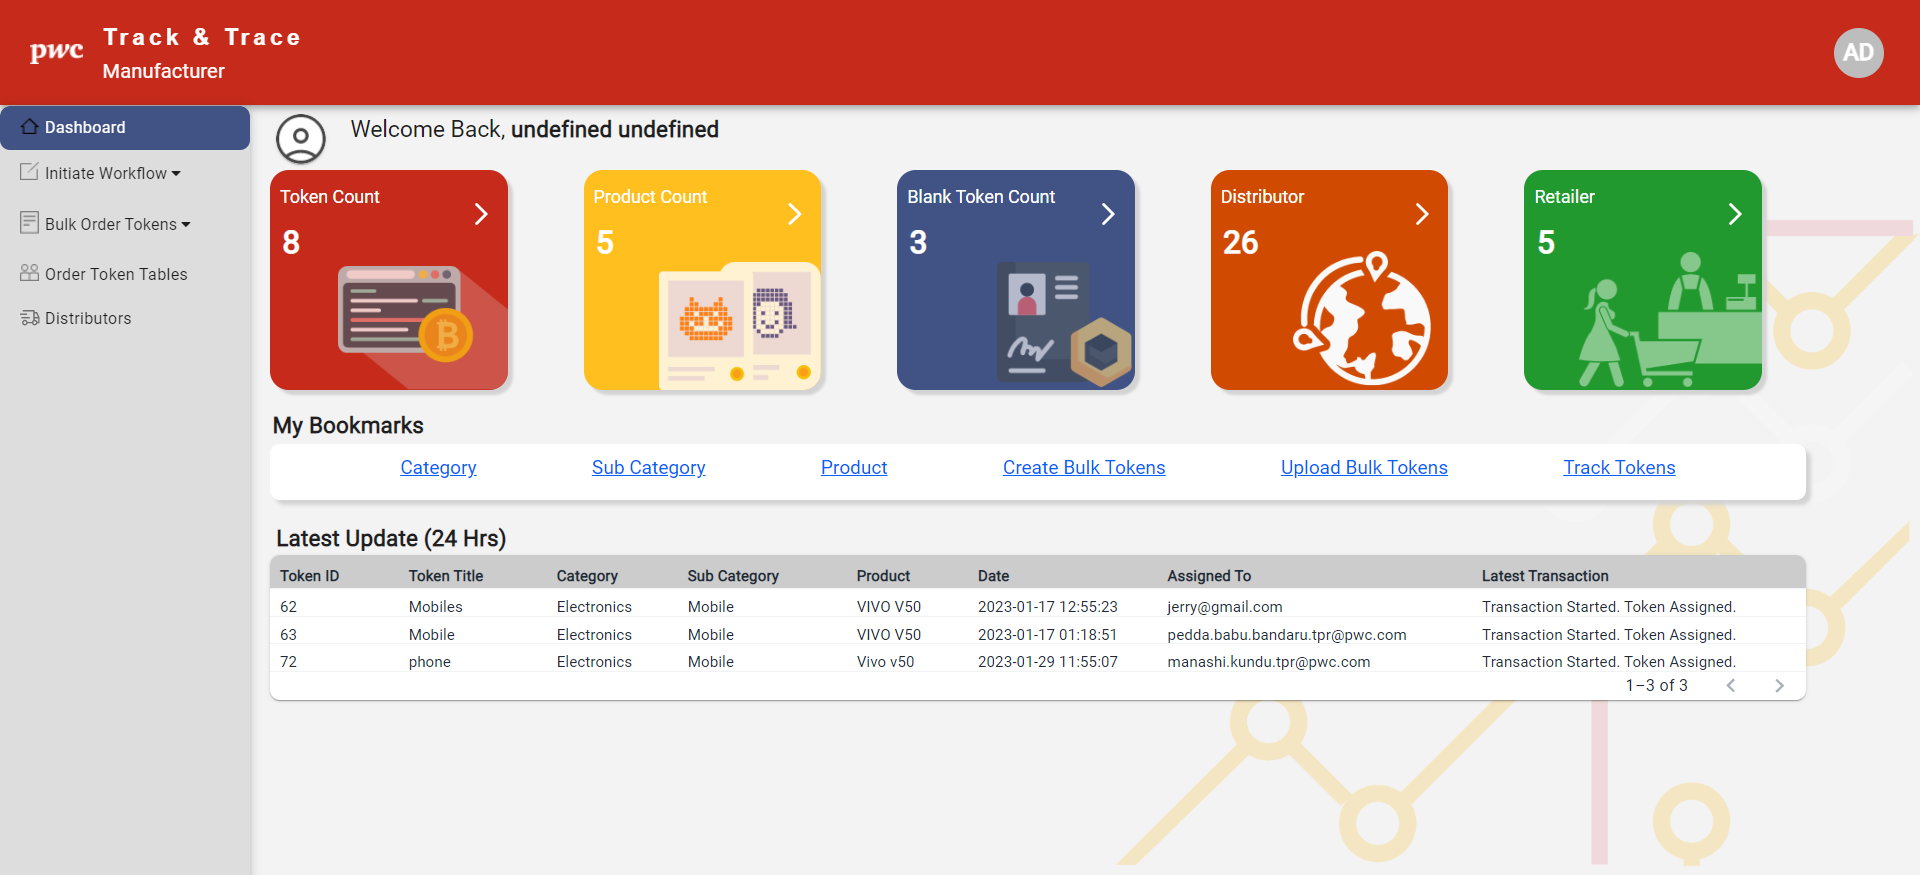 pwc
Track & Trace
Manufacturer
AD
Dashboard
Initiate Workflow
Bulk Order Tokens
Order Token Tables
Distributors
Welcome Back, undefined undefined
Token Count
8
Product Count
5
Blank Token Count
3
Distributor
26
Retailer
5
My Bookmarks
Category Sub Category Product Create Bulk Tokens Upload Bulk Tokens Track Tokens
Latest Update (24 Hrs)
Token ID Token Title Category Sub Category Product Date Assigned To Latest Transaction
62 Mobiles Electronics Mobile VIVO V50 2023-01-17 12:55:23 jerry@gmail.com Transaction Started. Token Assigned.
63 Mobile Electronics Mobile VIVO V50 2023-01-17 01:18:51 pedda.babu.bandaru.tpr@pwc.com Transaction Started. Token Assigned.
72 phone Electronics Mobile Vivo v50 2023-01-29 11:55:07 manashi.kundu.tpr@pwc.com Transaction Started. Token Assigned.
1–3 of 3